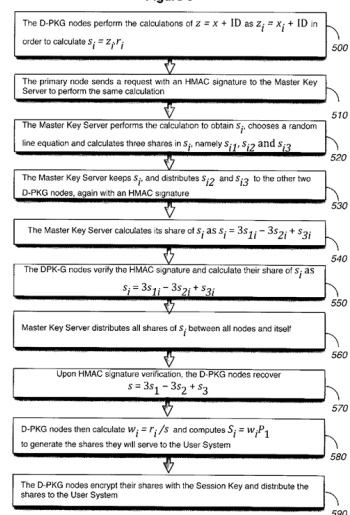 The D-PKG nodes perform the calculations of z = x + ID as z_i = x_i + ID in
order to calculate s_i = z_i r_i
500
The primary node sends a request with an HMAC signature to the Master Key
Server to perform the same calculation
510
The Master Key Server performs the calculation to obtain s_i, chooses a random
line equation and calculates three shares in s_i, namely s_i1, s_i2 and s_i3
520
The Master Key Server keeps s_i, and distributes s_i2 and s_i3 to the other two
D-PKG nodes, again with an HMAC signature
530
The Master Key Server calculates its share of s_i as s_i = 3s_1i − 3s_2i + s_3i
540
The DPK-G nodes verify the HMAC signature and calculate their share of s_i as
s_i = 3s_1i − 3s_2i + s_3i
550
Master Key Server distributes all shares of s_i between all nodes and itself
560
Upon HMAC signature verification, the D-PKG nodes recover
s = 3s_1 − 3s_2 + s_3
570
D-PKG nodes then calculate w_i = r_i/s and computes S_i = w_i P_1
to generate the shares they will serve to the User System
580
The D-PKG nodes encrypt their shares with the Session Key and distribute the
shares to the User System
590